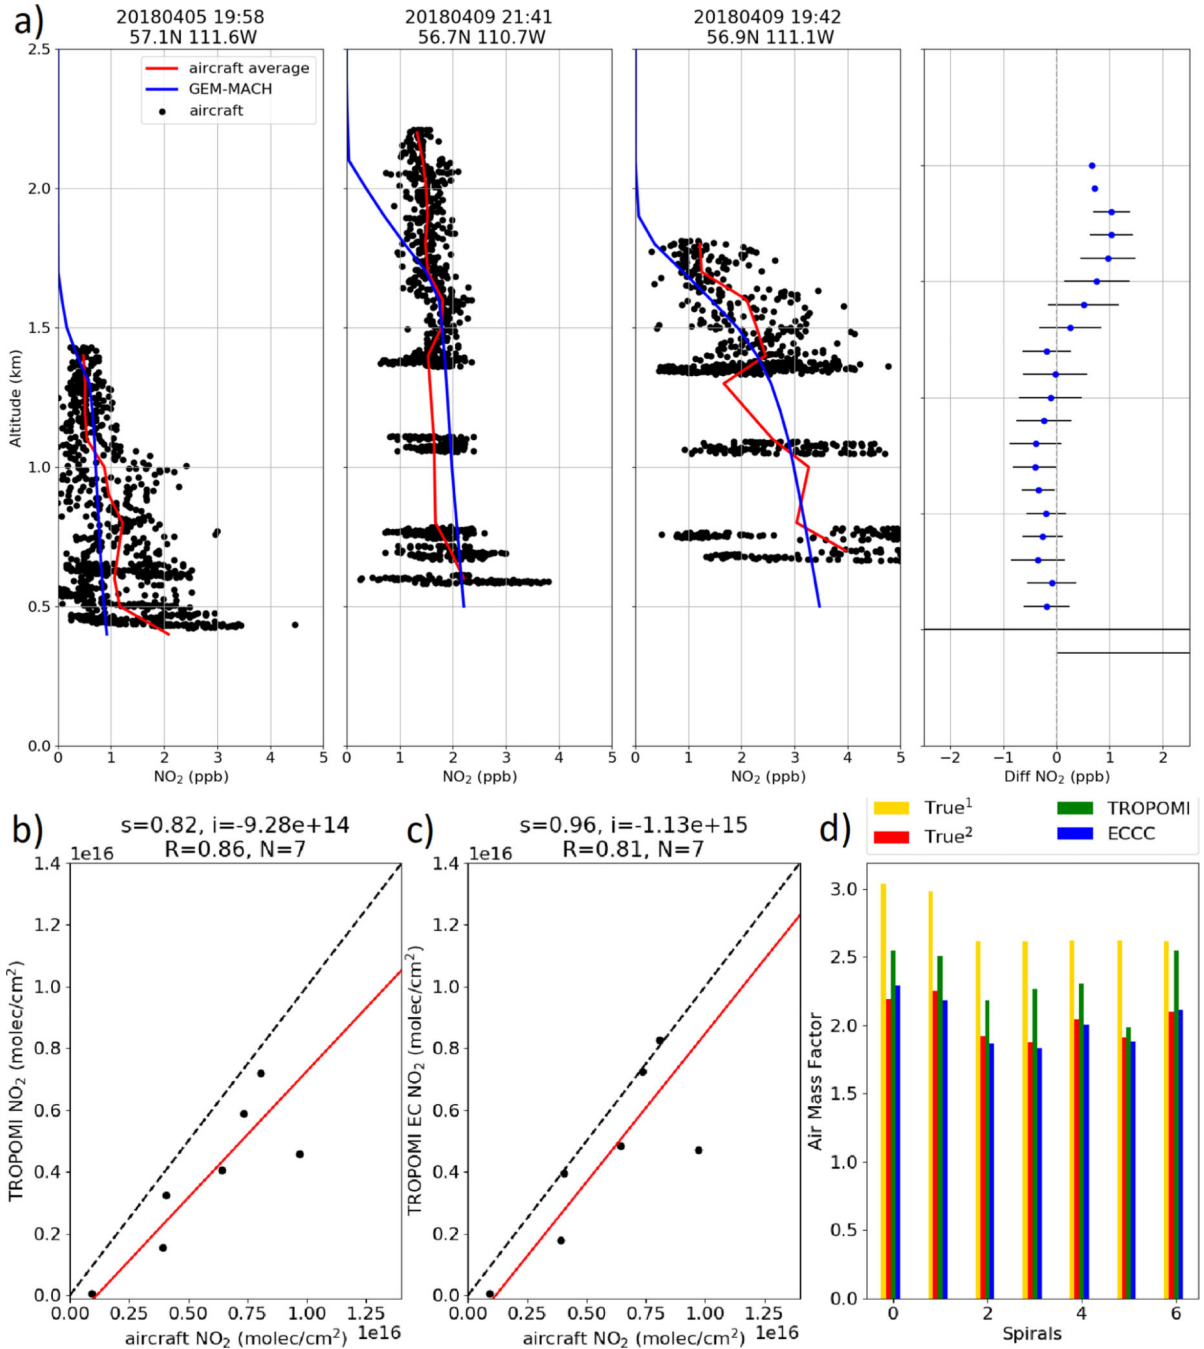 a)
20180405 19:58
57.1N 111.6W
20180409 21:41
56.7N 110.7W
20180409 19:42
56.9N 111.1W
aircraft average
GEM-MACH
aircraft
Altitude (km)
2.5
2.0
1.5
1.0
0.5
0.0
0 1 2 3 4 5
NO2 (ppb)
0 1 2 3 4 5
NO2 (ppb)
0 1 2 3 4 5
NO2 (ppb)
−2 −1 0 1 2
Diff NO2 (ppb)
b)
s=0.82, i=-9.28e+14
R=0.86, N=7
1e16
TROPOMI NO2 (molec/cm2)
1.4
1.2
1.0
0.8
0.6
0.4
0.2
0.0
0.00 0.25 0.50 0.75 1.00 1.25
1e16
aircraft NO2 (molec/cm2)
c)
s=0.96, i=-1.13e+15
R=0.81, N=7
1e16
TROPOMI EC NO2 (molec/cm2)
1.4
1.2
1.0
0.8
0.6
0.4
0.2
0.0
0.00 0.25 0.50 0.75 1.00 1.25
1e16
aircraft NO2 (molec/cm2)
d)
True1
True2
TROPOMI
ECCC
Air Mass Factor
3.0
2.5
2.0
1.5
1.0
0.5
0.0
0 2 4 6
Spirals